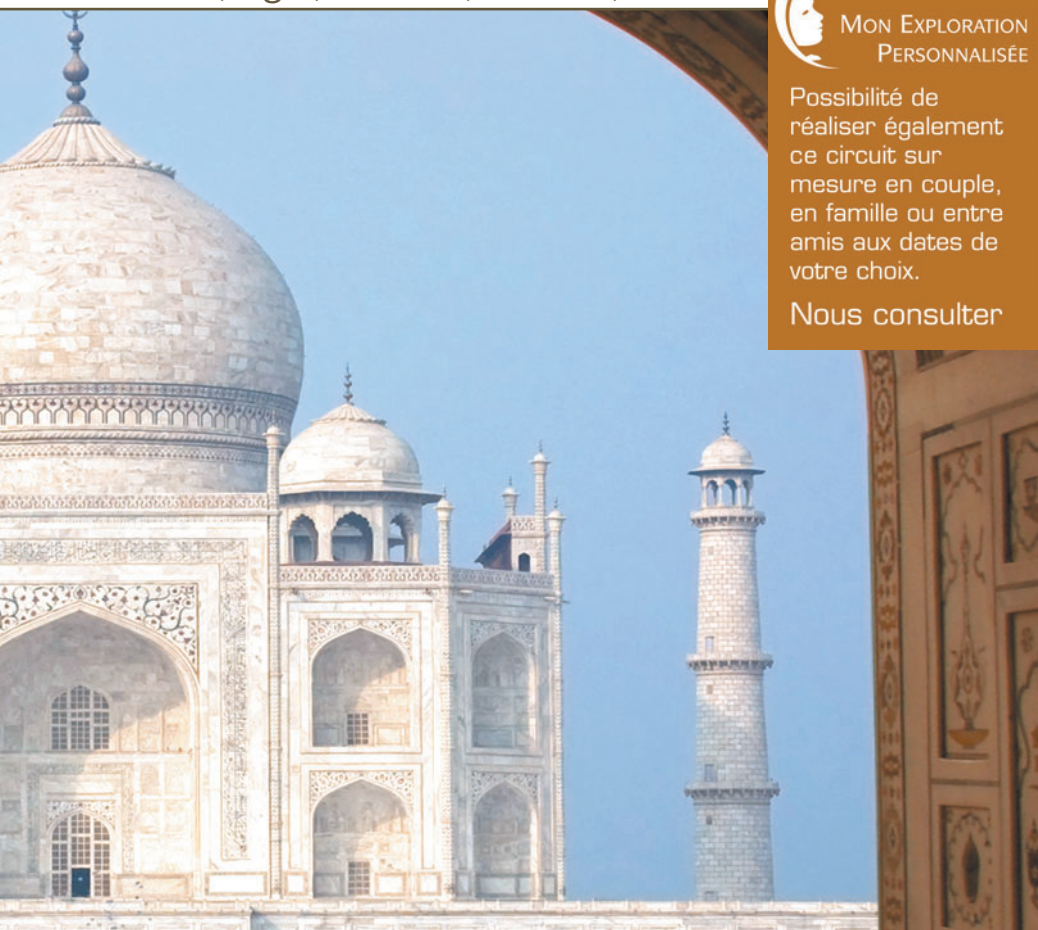 MON EXPLORATION
PERSONNALISÉE
Possibilité de
réaliser également
ce circuit sur
mesure en couple,
en famille ou entre
amis aux dates de
votre choix.
Nous consulter